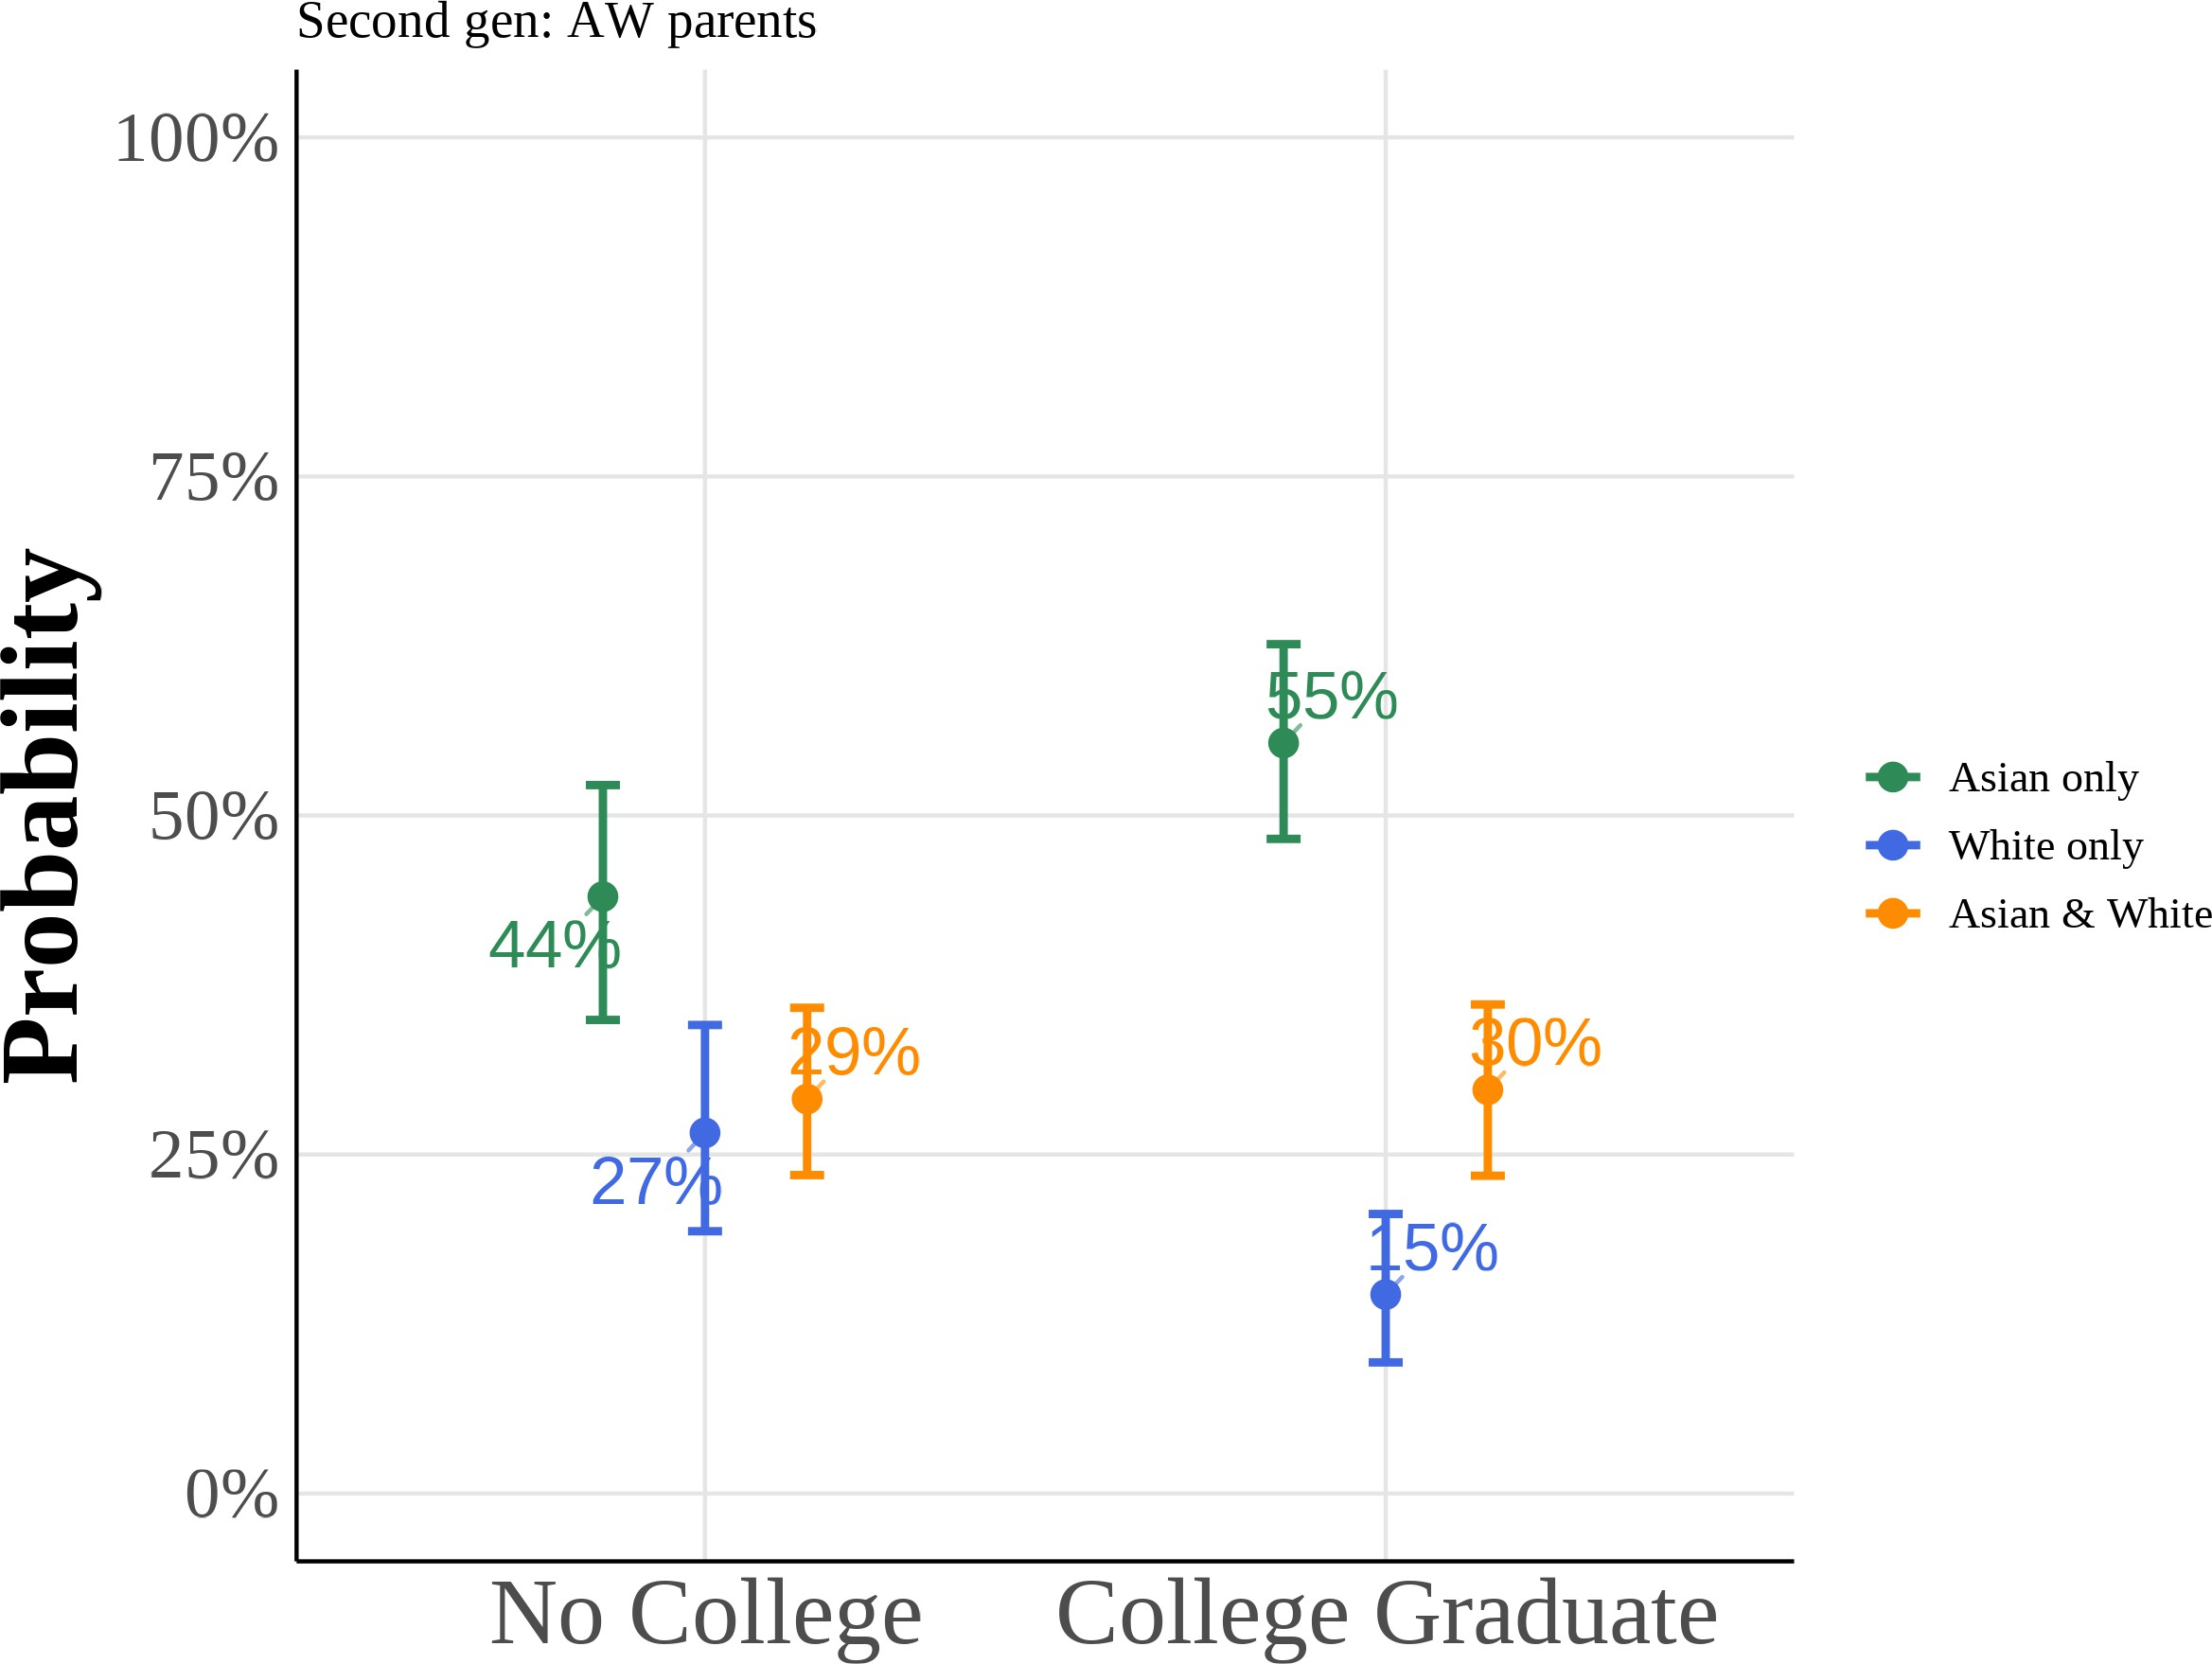 Second gen: AW parents
Probability
100%
75%
50%
25%
0%
44%
27%
29%
55%
15%
30%
No College
College Graduate
Asian only
White only
Asian & White